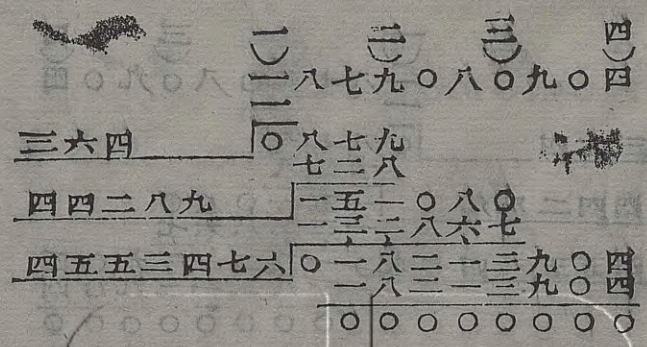 一) 二) 三) 四)
一八七九〇八〇九〇四
一
三六四 〇八七九
七二八
四四二八九 一五一〇八〇
一三二八六七
四五五三四七六 〇一八二一三九〇四
一八二一三九〇四
〇〇〇〇〇〇〇〇〇